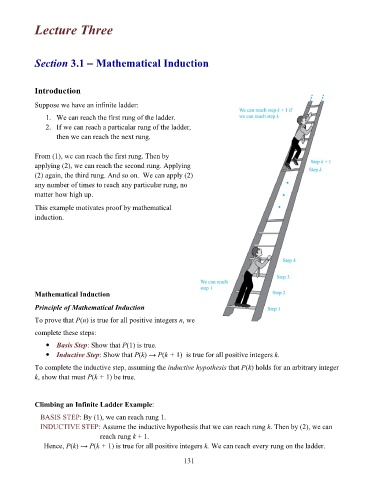 Lecture Three
Section 3.1 – Mathematical Induction
Introduction
Suppose we have an infinite ladder:
1. We can reach the first rung of the ladder.
2. If we can reach a particular rung of the ladder,
then we can reach the next rung.
From (1), we can reach the first rung. Then by
applying (2), we can reach the second rung. Applying
(2) again, the third rung. And so on. We can apply (2)
any number of times to reach any particular rung, no
matter how high up.
This example motivates proof by mathematical
induction.
We can reach step k + 1 if
we can reach step k
Step k + 1
Step k
Step 4
Step 3
We can reach
step 1
Step 2
Step 1
Mathematical Induction
Principle of Mathematical Induction
To prove that P(n) is true for all positive integers n, we
complete these steps:
• Basis Step: Show that P(1) is true.
• Inductive Step: Show that P(k) → P(k + 1) is true for all positive integers k.
To complete the inductive step, assuming the inductive hypothesis that P(k) holds for an arbitrary integer
k, show that must P(k + 1) be true.
Climbing an Infinite Ladder Example:
BASIS STEP: By (1), we can reach rung 1.
INDUCTIVE STEP: Assume the inductive hypothesis that we can reach rung k. Then by (2), we can
reach rung k + 1.
Hence, P(k) → P(k + 1) is true for all positive integers k. We can reach every rung on the ladder.
131